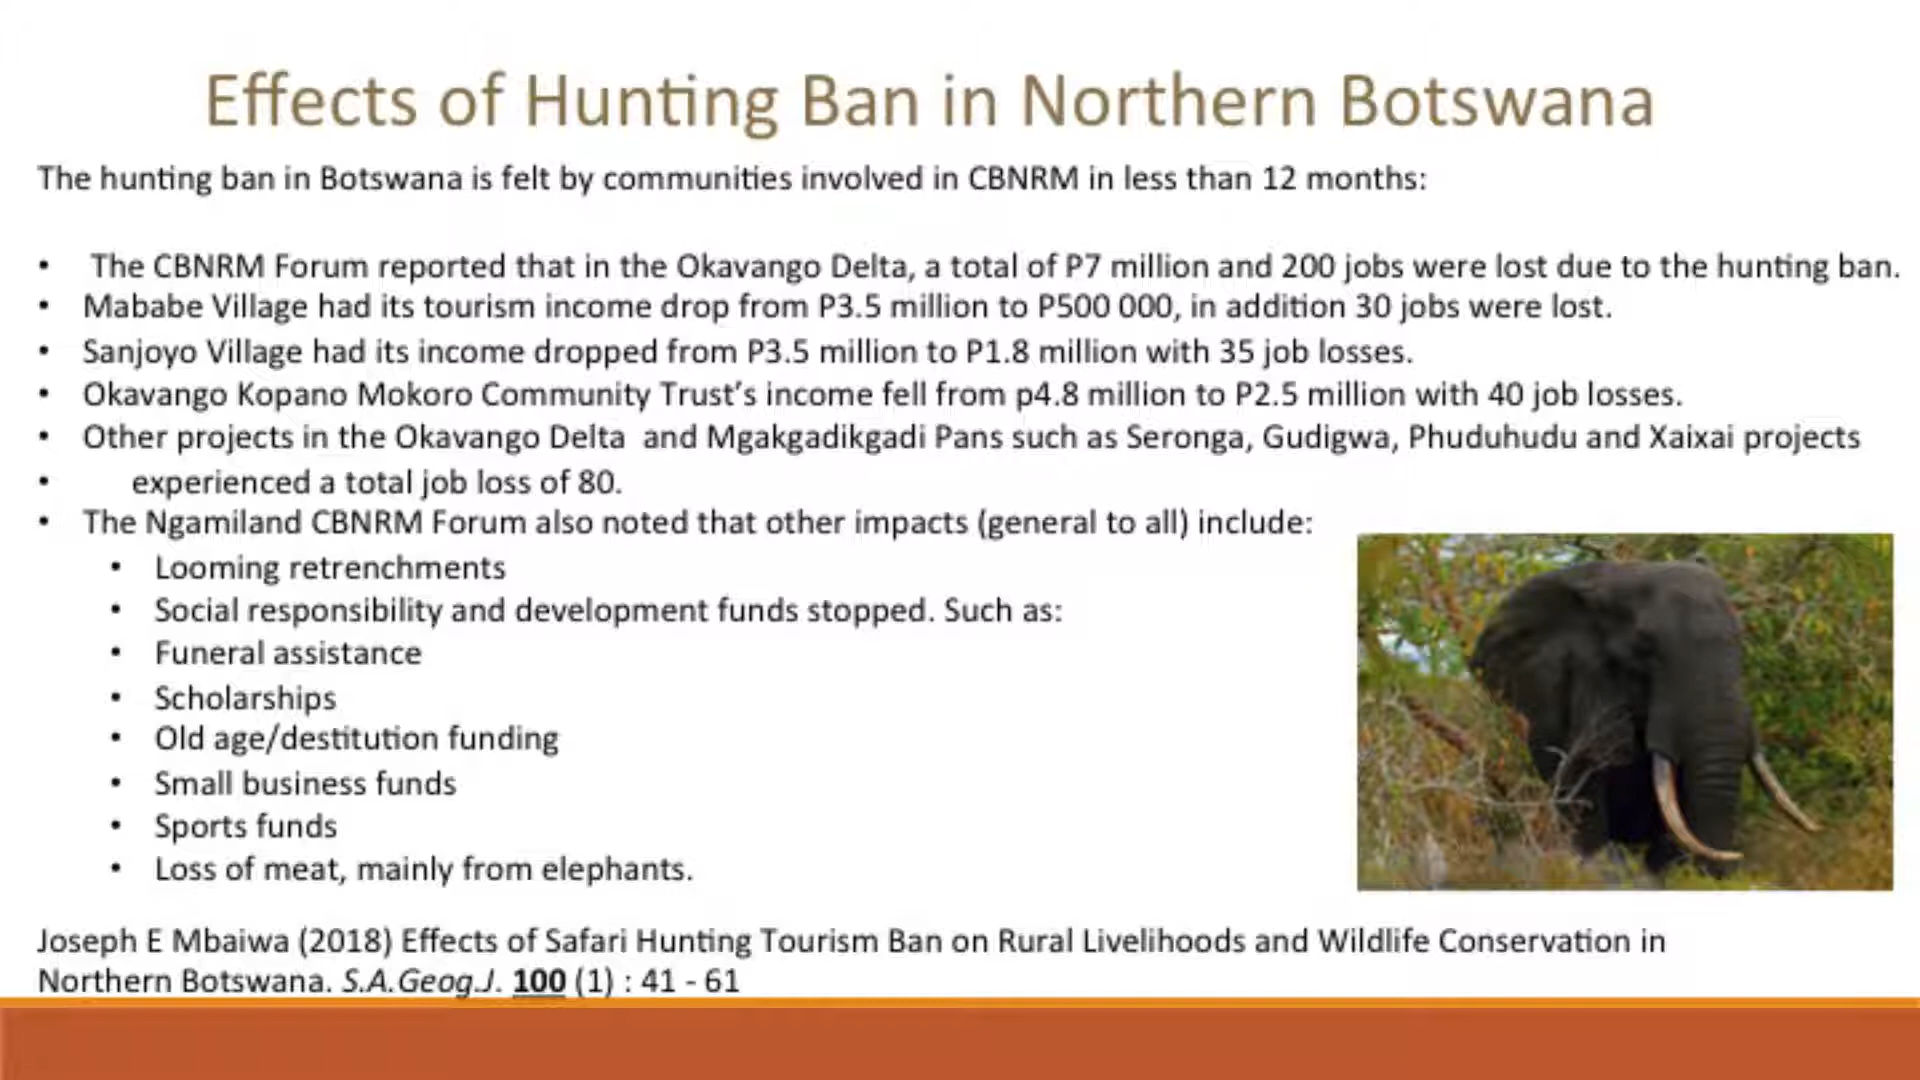 Effects of Hunting Ban in Northern Botswana
The hunting ban in Botswana is felt by communities involved in CBNRM in less than 12 months:
• The CBNRM Forum reported that in the Okavango Delta, a total of P7 million and 200 jobs were lost due to the hunting ban.
• Mababe Village had its tourism income drop from P3.5 million to P500 000, in addition 30 jobs were lost.
• Sanjoyo Village had its income dropped from P3.5 million to P1.8 million with 35 job losses.
• Okavango Kopano Mokoro Community Trust's income fell from p4.8 million to P2.5 million with 40 job losses.
• Other projects in the Okavango Delta and Mgakgadikgadi Pans such as Seronga, Gudigwa, Phuduhudu and Xaixai projects
• experienced a total job loss of 80.
• The Ngamiland CBNRM Forum also noted that other impacts (general to all) include:
• Looming retrenchments
• Social responsibility and development funds stopped. Such as:
• Funeral assistance
• Scholarships
• Old age/destitution funding
• Small business funds
• Sports funds
• Loss of meat, mainly from elephants.
Joseph E Mbaiwa (2018) Effects of Safari Hunting Tourism Ban on Rural Livelihoods and Wildlife Conservation in
Northern Botswana. S.A.Geog.J. 100 (1) : 41 - 61